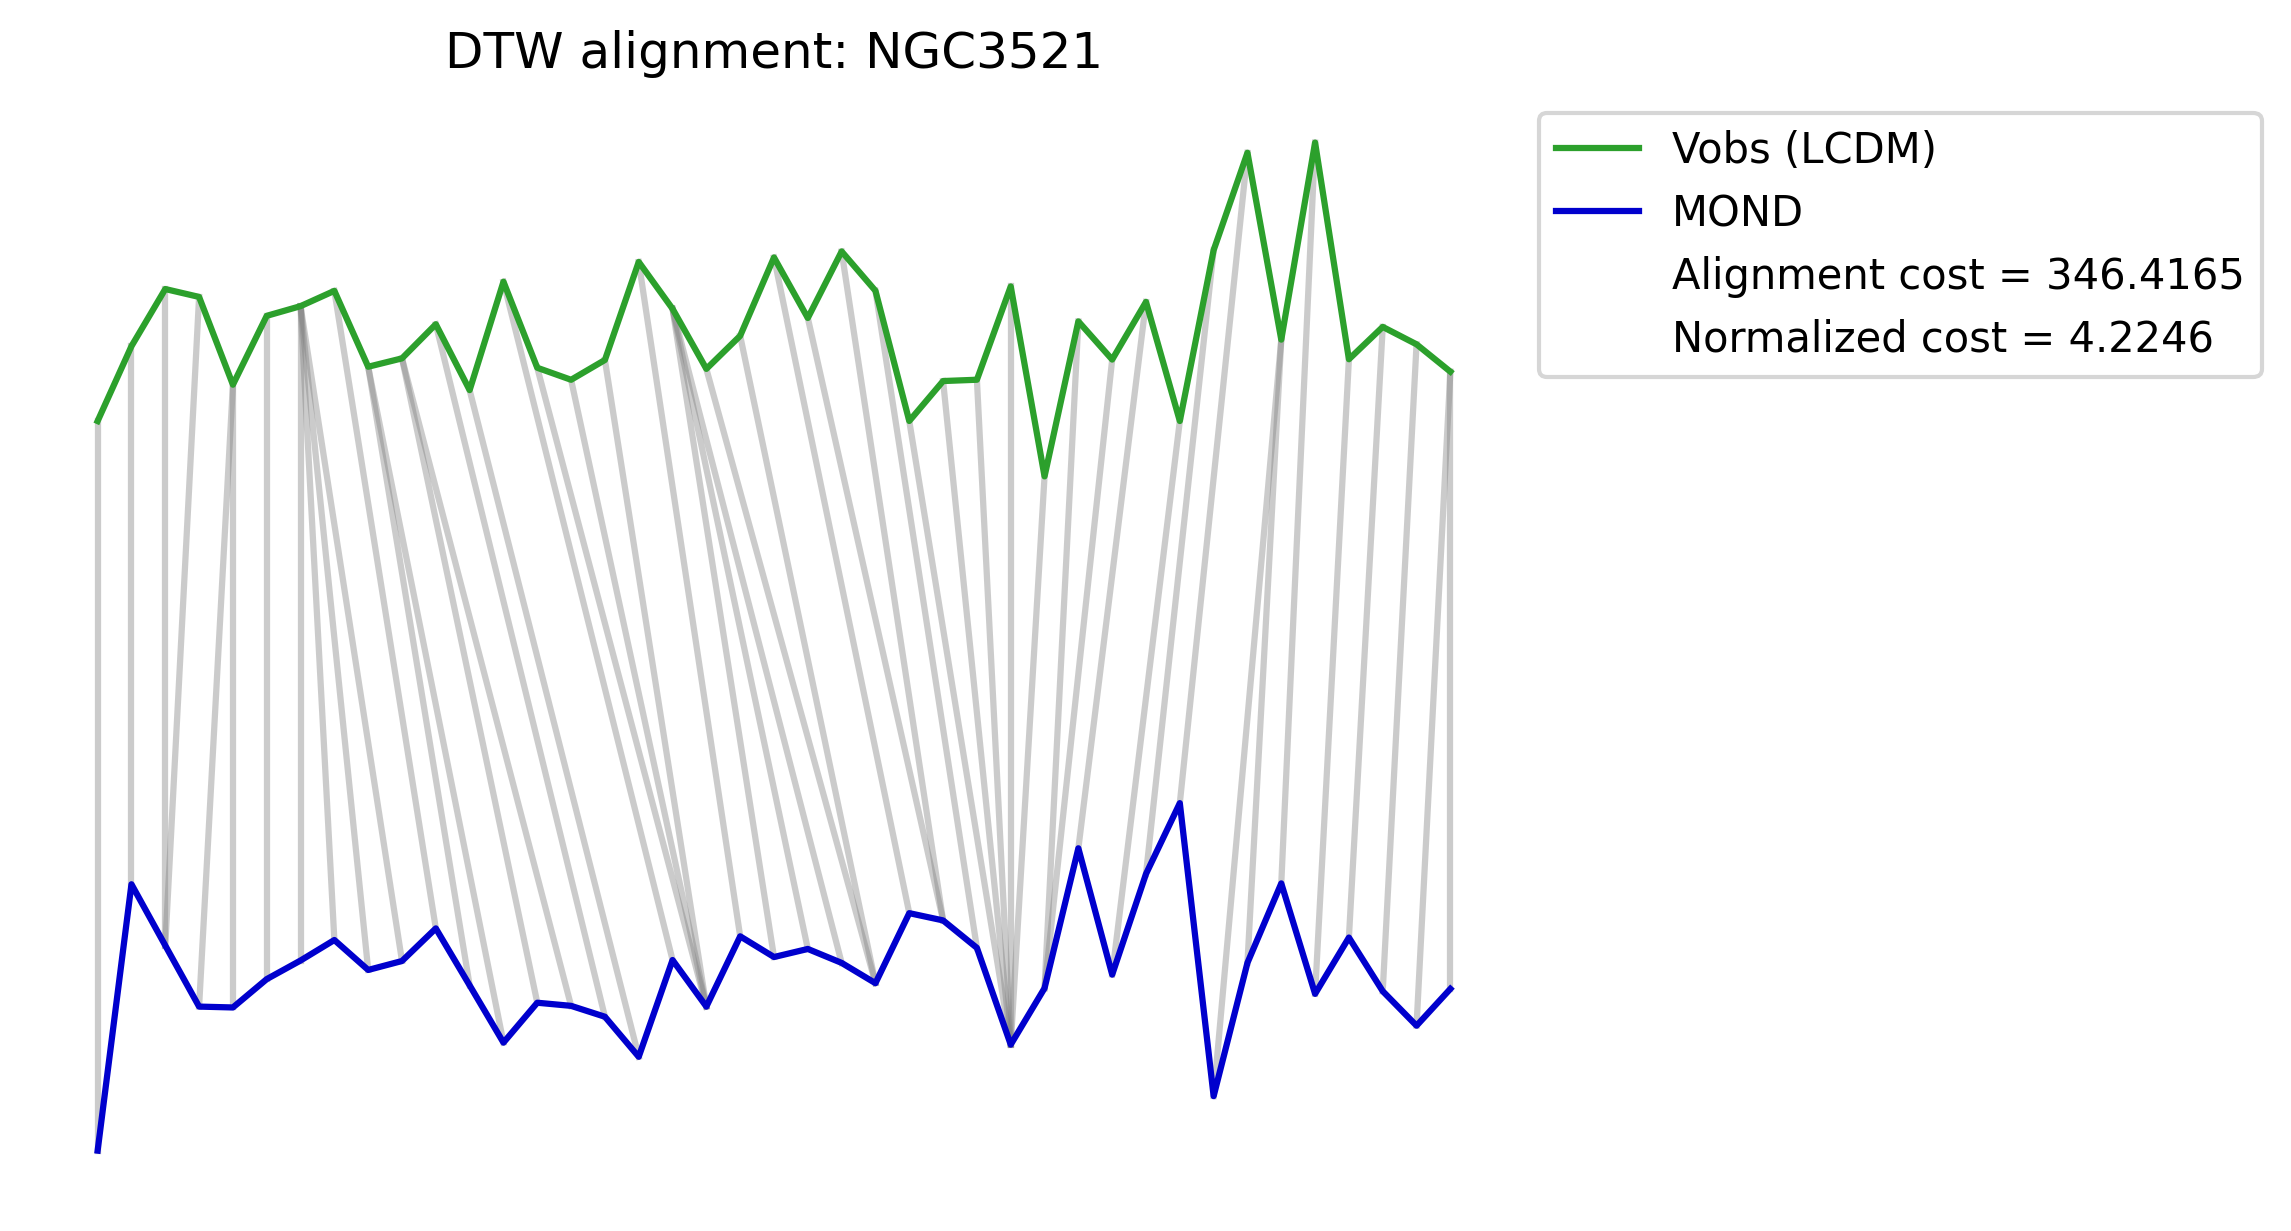 DTW alignment: NGC3521
Vobs (LCDM)
MOND
Alignment cost = 346.4165
Normalized cost = 4.2246